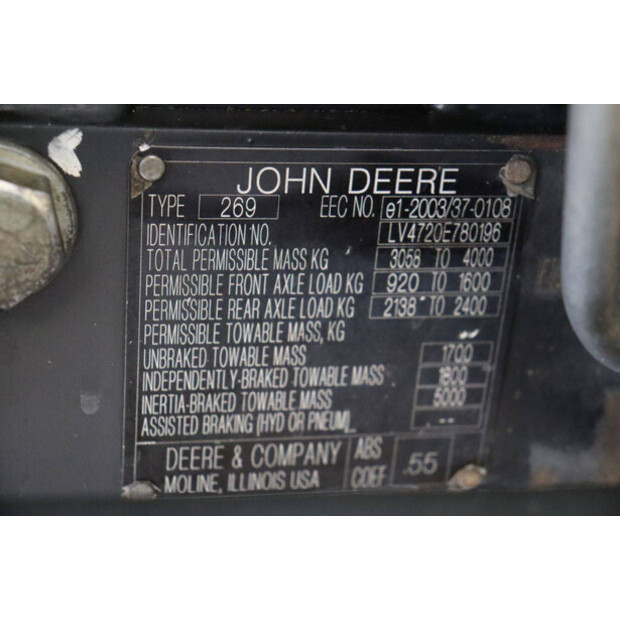 JOHN DEERE
TYPE 269 EEC NO. e1-2003/37-0108
IDENTIFICATION NO. LV4720E780196
TOTAL PERMISSIBLE MASS KG 3058 TO 4000
PERMISSIBLE FRONT AXLE LOAD KG 920 TO 1600
PERMISSIBLE REAR AXLE LOAD KG 2138 TO 2400
PERMISSIBLE TOWABLE MASS, KG
UNBRAKED TOWABLE MASS 1700
INDEPENDENTLY-BRAKED TOWABLE MASS 1800
INERTIA-BRAKED TOWABLE MASS 5000
ASSISTED BRAKING (HYD OR PNEUM) --
DEERE & COMPANY ABS .55
MOLINE, ILLINOIS USA COEF